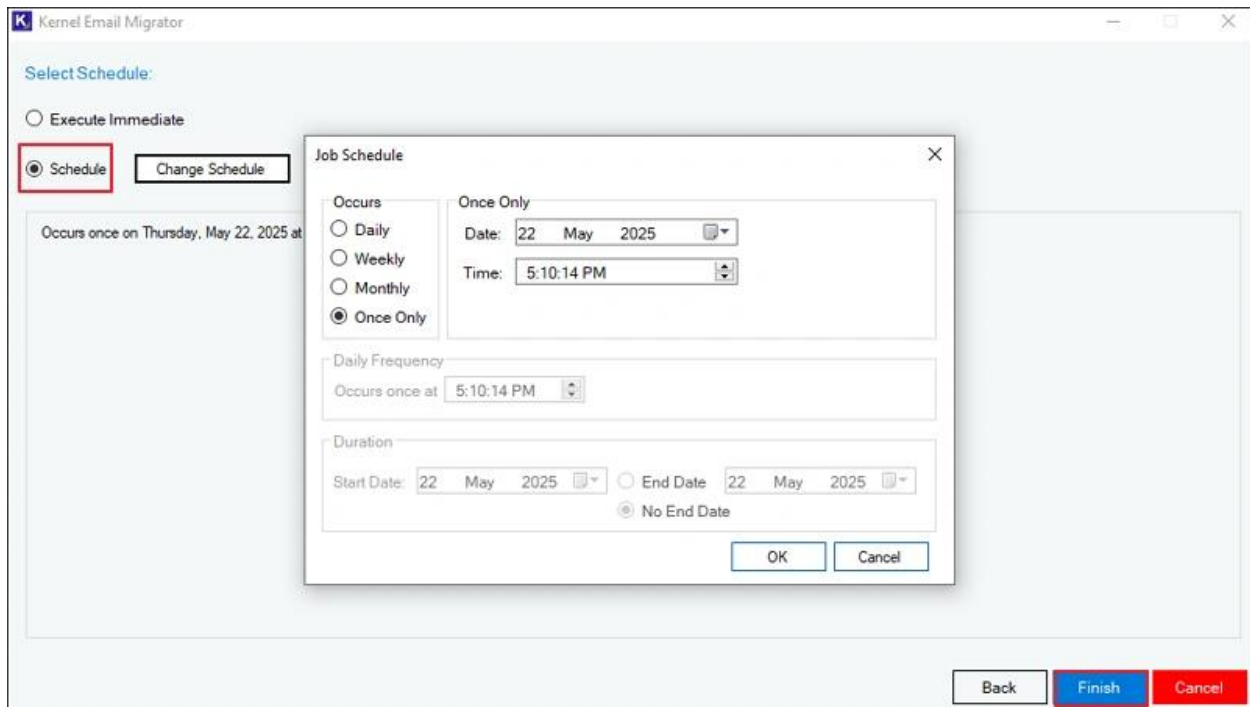 Kernel Email Migrator
Select Schedule:
Execute Immediate
Schedule
Change Schedule
Occurs once on Thursday, May 22, 2025 at
Job Schedule
Occurs
Daily
Weekly
Monthly
Once Only
Once Only
Date: 22 May 2025
Time: 5:10:14 PM
Daily Frequency
Occurs once at 5:10:14 PM
Duration
Start Date: 22 May 2025 End Date 22 May 2025
No End Date
OK Cancel
Back Finish Cancel